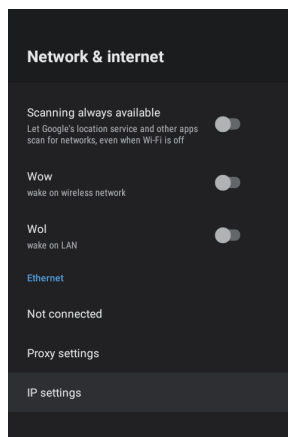 Network & internet
Scanning always available
Let Google's location service and other apps
scan for networks, even when Wi-Fi is off
Wow
wake on wireless network
Wol
wake on LAN
Ethernet
Not connected
Proxy settings
IP settings